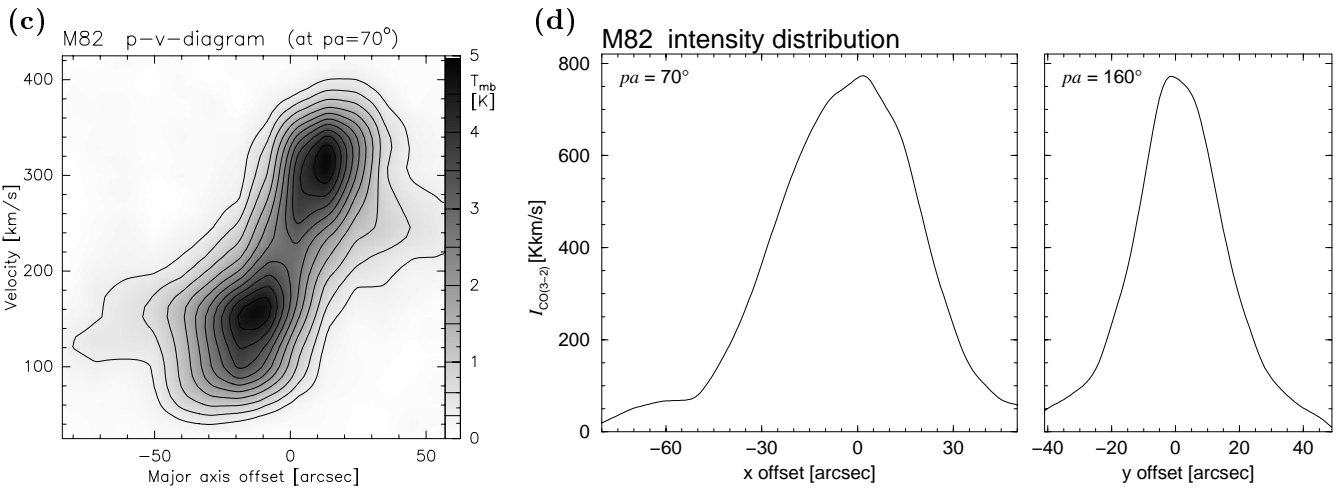 (c)
M82 p-v-diagram (at pa=70°)
5
T mb
[K]
4
3
2
1
0
400
300
200
100
Velocity [km/s]
−50 0 50
Major axis offset [arcsec]
(d)
M82 intensity distribution
pa = 70°
800
600
400
200
0
I CO(3−2) [Kkm/s]
−60 −30 0 30
x offset [arcsec]
pa = 160°
−40 −20 0 20 40
y offset [arcsec]